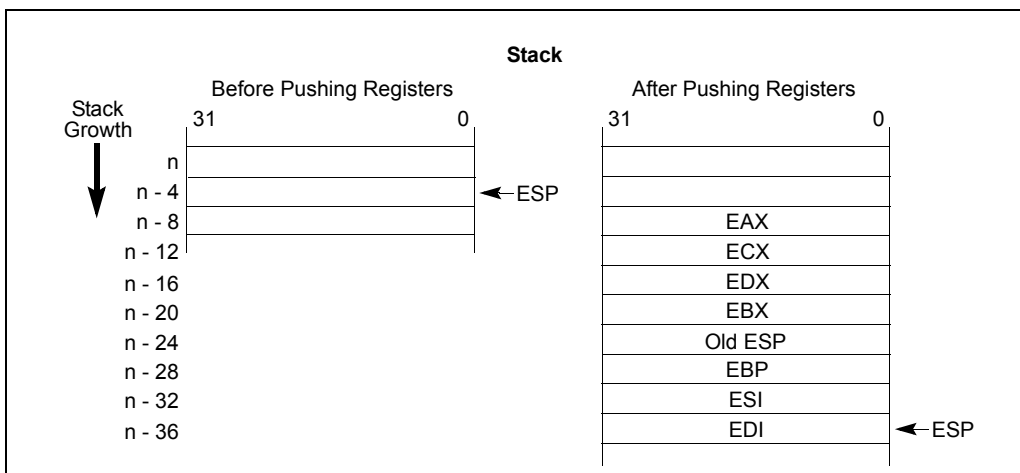 Stack
Before Pushing Registers After Pushing Registers
Stack
Growth
31 0 31 0
n
n - 4 ESP
n - 8 EAX
n - 12 ECX
n - 16 EDX
n - 20 EBX
n - 24 Old ESP
n - 28 EBP
n - 32 ESI
n - 36 EDI ESP